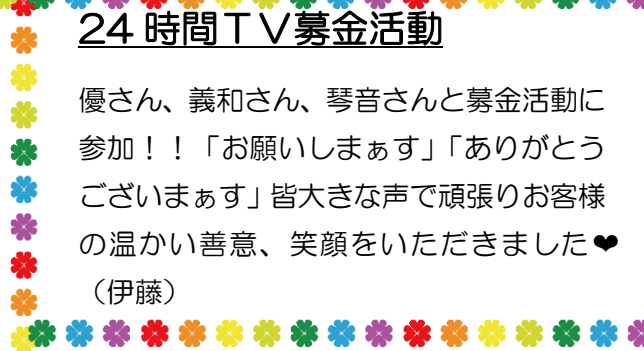 24時間TV募金活動
優さん、義和さん、琴音さんと募金活動に
参加！！「お願いしまぁす」「ありがとう
ございまぁす」皆大きな声で頑張りお客様
の温かい善意、笑顔をいただきました❤
（伊藤）